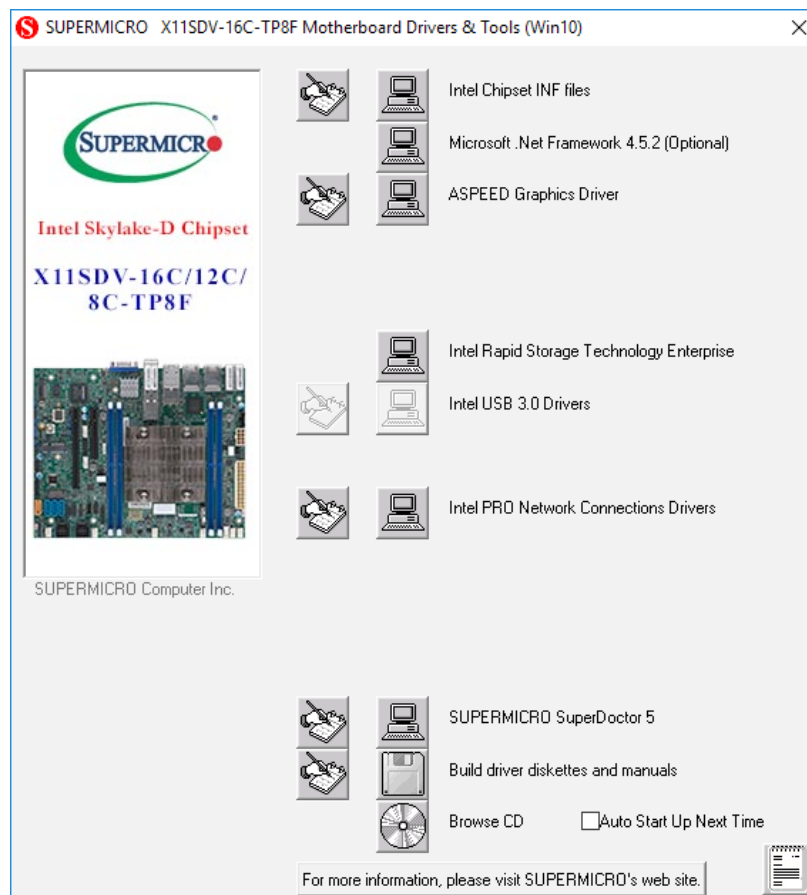 SUPERMICRO X11SDV-16C-TP8F Motherboard Drivers & Tools (Win10)
SUPERMICRO
Intel Skylake-D Chipset
X11SDV-16C/12C/
8C-TP8F
SUPERMICRO Computer Inc.
Intel Chipset INF files
Microsoft .Net Framework 4.5.2 (Optional)
ASPEED Graphics Driver
Intel Rapid Storage Technology Enterprise
Intel USB 3.0 Drivers
Intel PRO Network Connections Drivers
SUPERMICRO SuperDoctor 5
Build driver diskettes and manuals
Browse CD
Auto Start Up Next Time
For more information, please visit SUPERMICRO's web site.